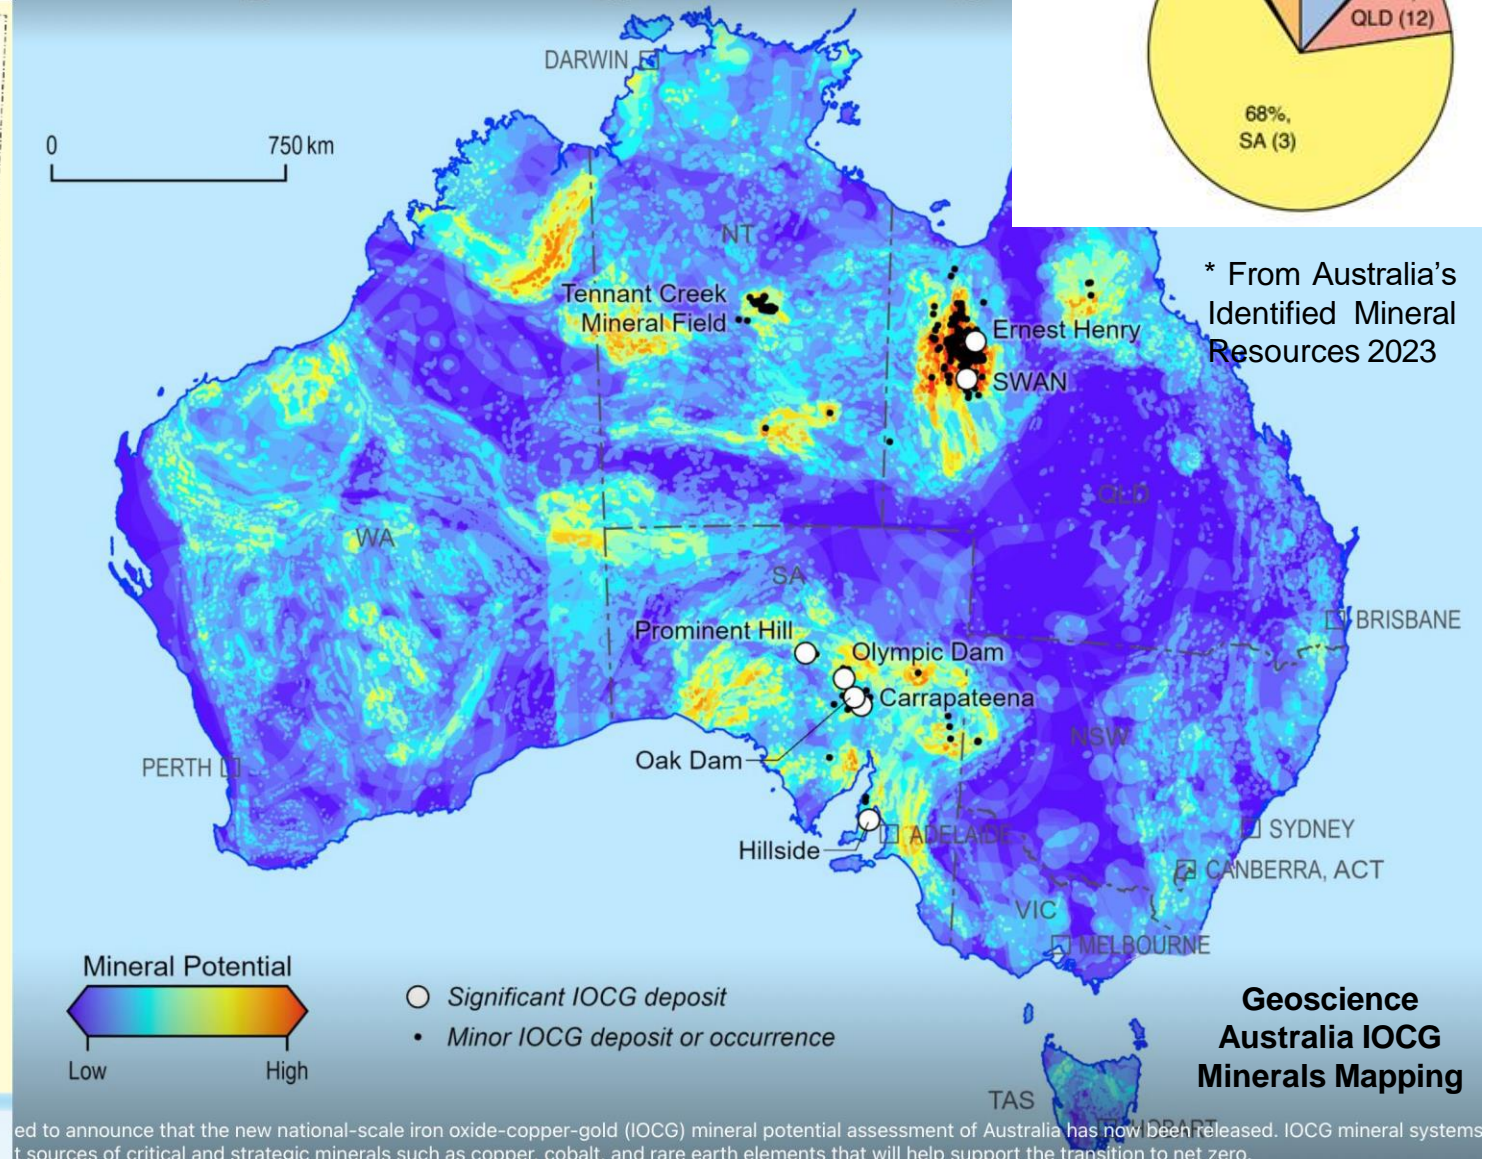 QLD (12)
68%,
SA (3)
DARWIN
0 750 km
NT
* From Australia’s
Identified Mineral
Resources 2023
Tennant Creek
Mineral Field
Ernest Henry
SWAN
QLD
WA
SA
Prominent Hill
BRISBANE
Olympic Dam
Carrapateena
NSW
Oak Dam
PERTH
SYDNEY
ADELAIDE
Hillside
CANBERRA, ACT
VIC
MELBOURNE
Mineral Potential
Low High
Significant IOCG deposit
Minor IOCG deposit or occurrence
Geoscience
Australia IOCG
Minerals Mapping
TAS
HOBART
ed to announce that the new national-scale iron oxide-copper-gold (IOCG) mineral potential assessment of Australia has now been released. IOCG mineral systems
t sources of critical and strategic minerals such as copper, cobalt, and rare earth elements that will help support the transition to net zero.